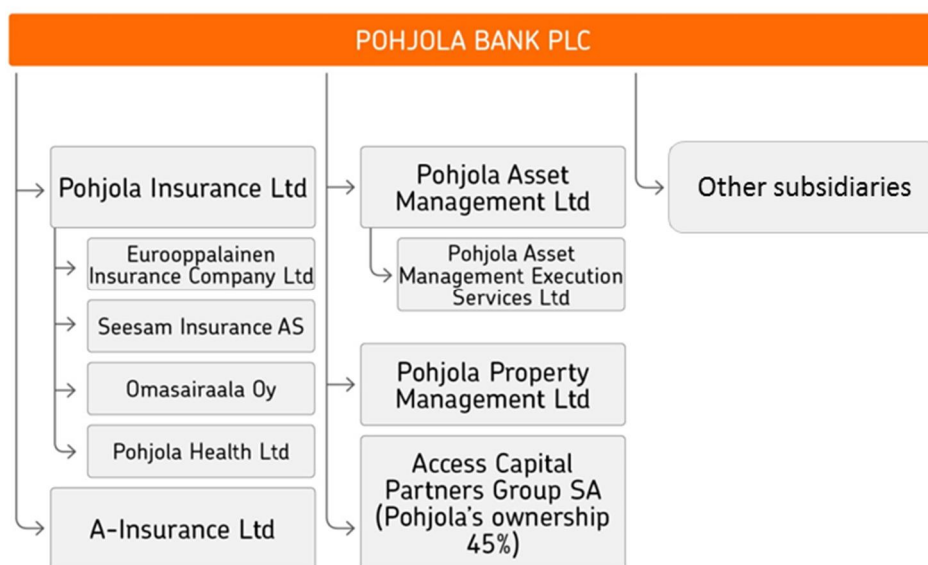 POHJOLA BANK PLC
Pohjola Insurance Ltd
Eurooppalainen
Insurance Company Ltd
Seesam Insurance AS
Omasairaala Oy
Pohjola Health Ltd
A-Insurance Ltd
Pohjola Asset
Management Ltd
Pohjola Asset
Management Execution
Services Ltd
Pohjola Property
Management Ltd
Access Capital
Partners Group SA
(Pohjola's ownership
45%)
Other subsidiaries